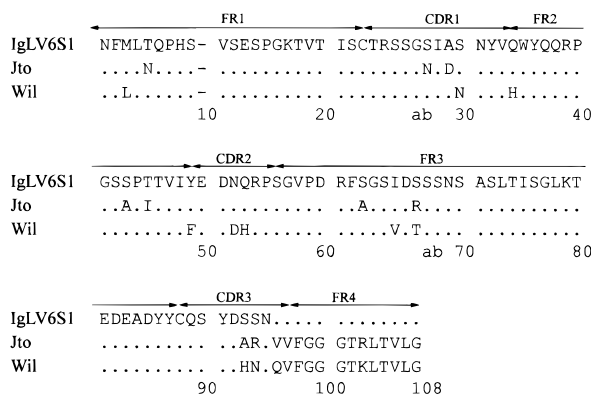 FR1 CDR1 FR2
IgLV6S1 NFMLTQPHS- VSESPGKTVT ISCTRSSGSIAS NYVQWYQQRP
Jto ....N....- .......... ........N.D. ..........
Wil ..L......- .......... ...........N ...H......
10 20 ab 30 40
CDR2 FR3
IgLV6S1 GSSPTTVIYE DNQRPSGVPD RFSGSIDSSSNS ASLTISGLKT
Jto ..A.I..... .......... ..A....R.... ..........
Wil ........F. ..DH...... .....V.T.... ..........
50 60 ab 70 80
CDR3 FR4
IgLV6S1 EDEADYYCQS YDSSN...... ........
Jto .......... ...AR.VVFGG GTRLTVLG
Wil .......... ...HN.QVFGG GTKLTVLG
90 100 108